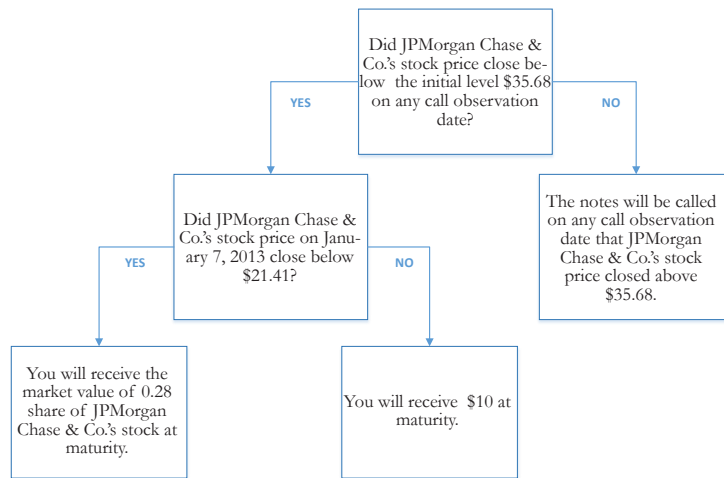 Did JPMorgan Chase &
Co.'s stock price close be-
low the initial level $35.68
on any call observation
date?
YES
NO
Did JPMorgan Chase &
Co.'s stock price on Janu-
ary 7, 2013 close below
$21.41?
The notes will be called
on any call observation
date that JPMorgan
Chase & Co.'s stock
price closed above
$35.68.
YES
NO
You will receive the
market value of 0.28
share of JPMorgan
Chase & Co.'s stock at
maturity.
You will receive $10 at
maturity.